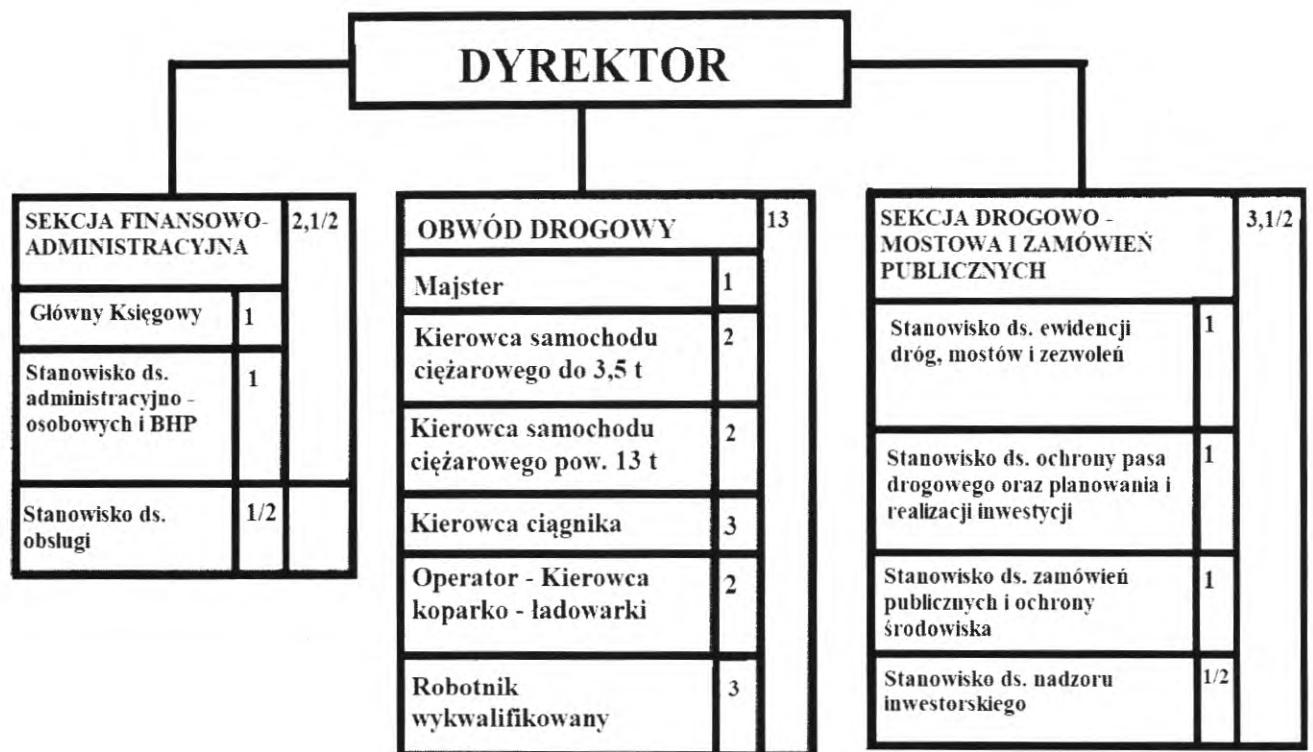 DYREKTOR
SEKCJA FINANSOWO-
ADMINISTRACYJNA
2,1/2
Główny Księgowy
1
Stanowisko ds.
administracyjno -
osobowych i BHP
1
Stanowisko ds.
obsługi
1/2
OBWÓD DROGOWY
13
Majster
1
Kierowca samochodu
ciężarowego do 3,5 t
2
Kierowca samochodu
ciężarowego pow. 13 t
2
Kierowca ciągnika
3
Operator - Kierowca
koparko - ładowarki
2
Robotnik
wykwalifikowany
3
SEKCJA DROGOWO -
MOSTOWA I ZAMÓWIEŃ
PUBLICZNYCH
3,1/2
Stanowisko ds. ewidencji
dróg, mostów i zezwoleń
1
Stanowisko ds. ochrony pasa
drogowego oraz planowania i
realizacji inwestycji
1
Stanowisko ds. zamówień
publicznych i ochrony
środowiska
1
Stanowisko ds. nadzoru
inwestorskiego
1/2